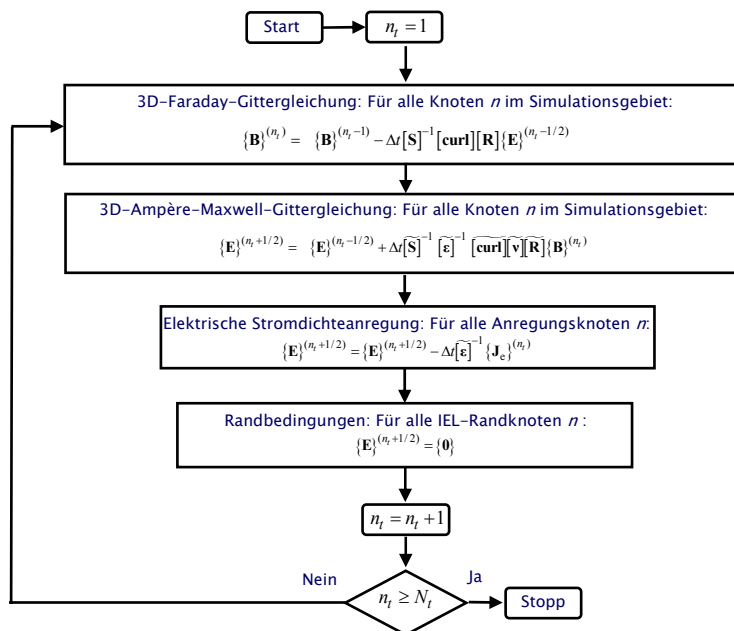 Start
n_t = 1
3D-Faraday-Gittergleichung: Für alle Knoten n im Simulationsgebiet:
{B}^(n_t) = {B}^(n_t-1) − Δt[S]^-1 [curl][R]{E}^(n_t-1/2)
3D-Ampère-Maxwell-Gittergleichung: Für alle Knoten n im Simulationsgebiet:
{E}^(n_t+1/2) = {E}^(n_t-1/2) + Δt[S̃]^-1 [ε̃]^-1 [c̃url][ṽ][R̃]{B}^(n_t)
Elektrische Stromdichteanregung: Für alle Anregungsknoten n:
{E}^(n_t+1/2) = {E}^(n_t+1/2) − Δt[ε̃]^-1 {J_e}^(n_t)
Randbedingungen: Für alle IEL-Randknoten n :
{E}^(n_t+1/2) = {0}
n_t = n_t +1
Nein
Ja
n_t ≥ N_t
Stopp